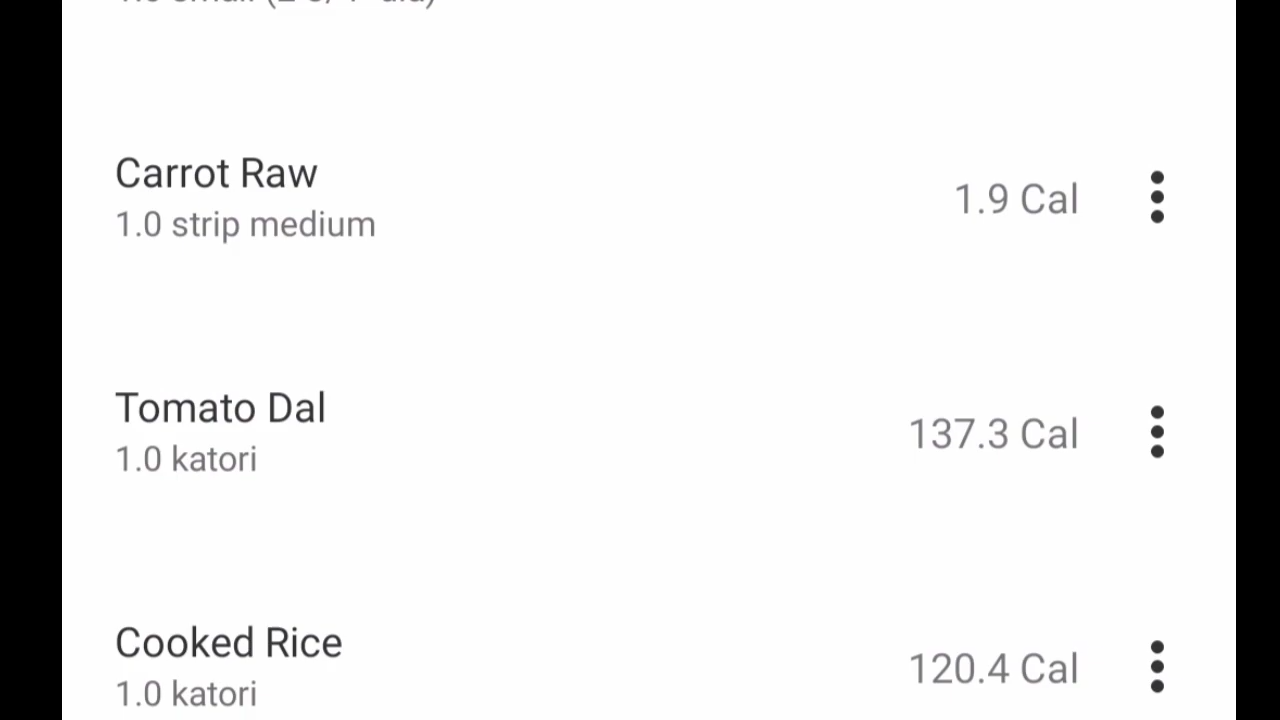 Carrot Raw
1.0 strip medium
1.9 Cal
Tomato Dal
1.0 katori
137.3 Cal
Cooked Rice
1.0 katori
120.4 Cal